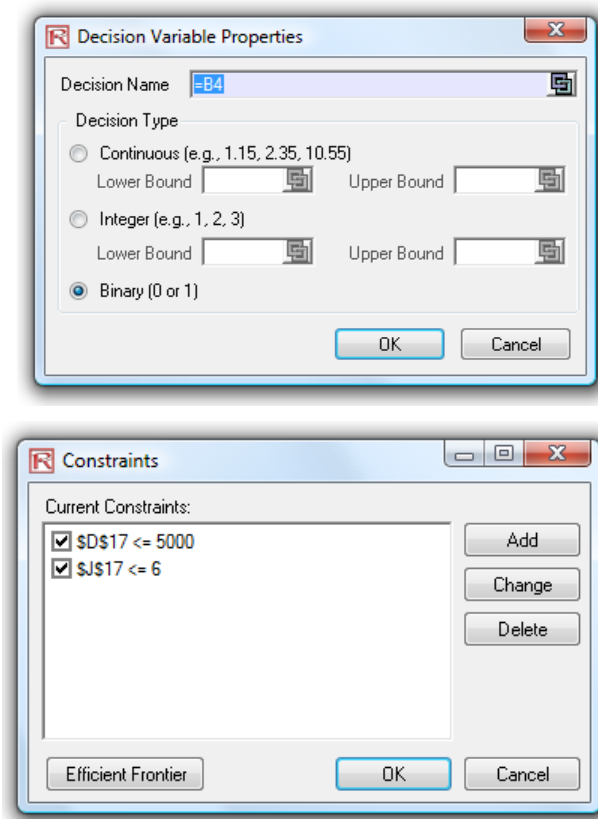 Decision Variable Properties
Decision Name =B4
Decision Type
Continuous (e.g., 1.15, 2.35, 10.55)
Lower Bound Upper Bound
Integer (e.g., 1, 2, 3)
Lower Bound Upper Bound
Binary (0 or 1)
OK Cancel
Constraints
Current Constraints:
$D$17 <= 5000
$J$17 <= 6
Add
Change
Delete
Efficient Frontier OK Cancel